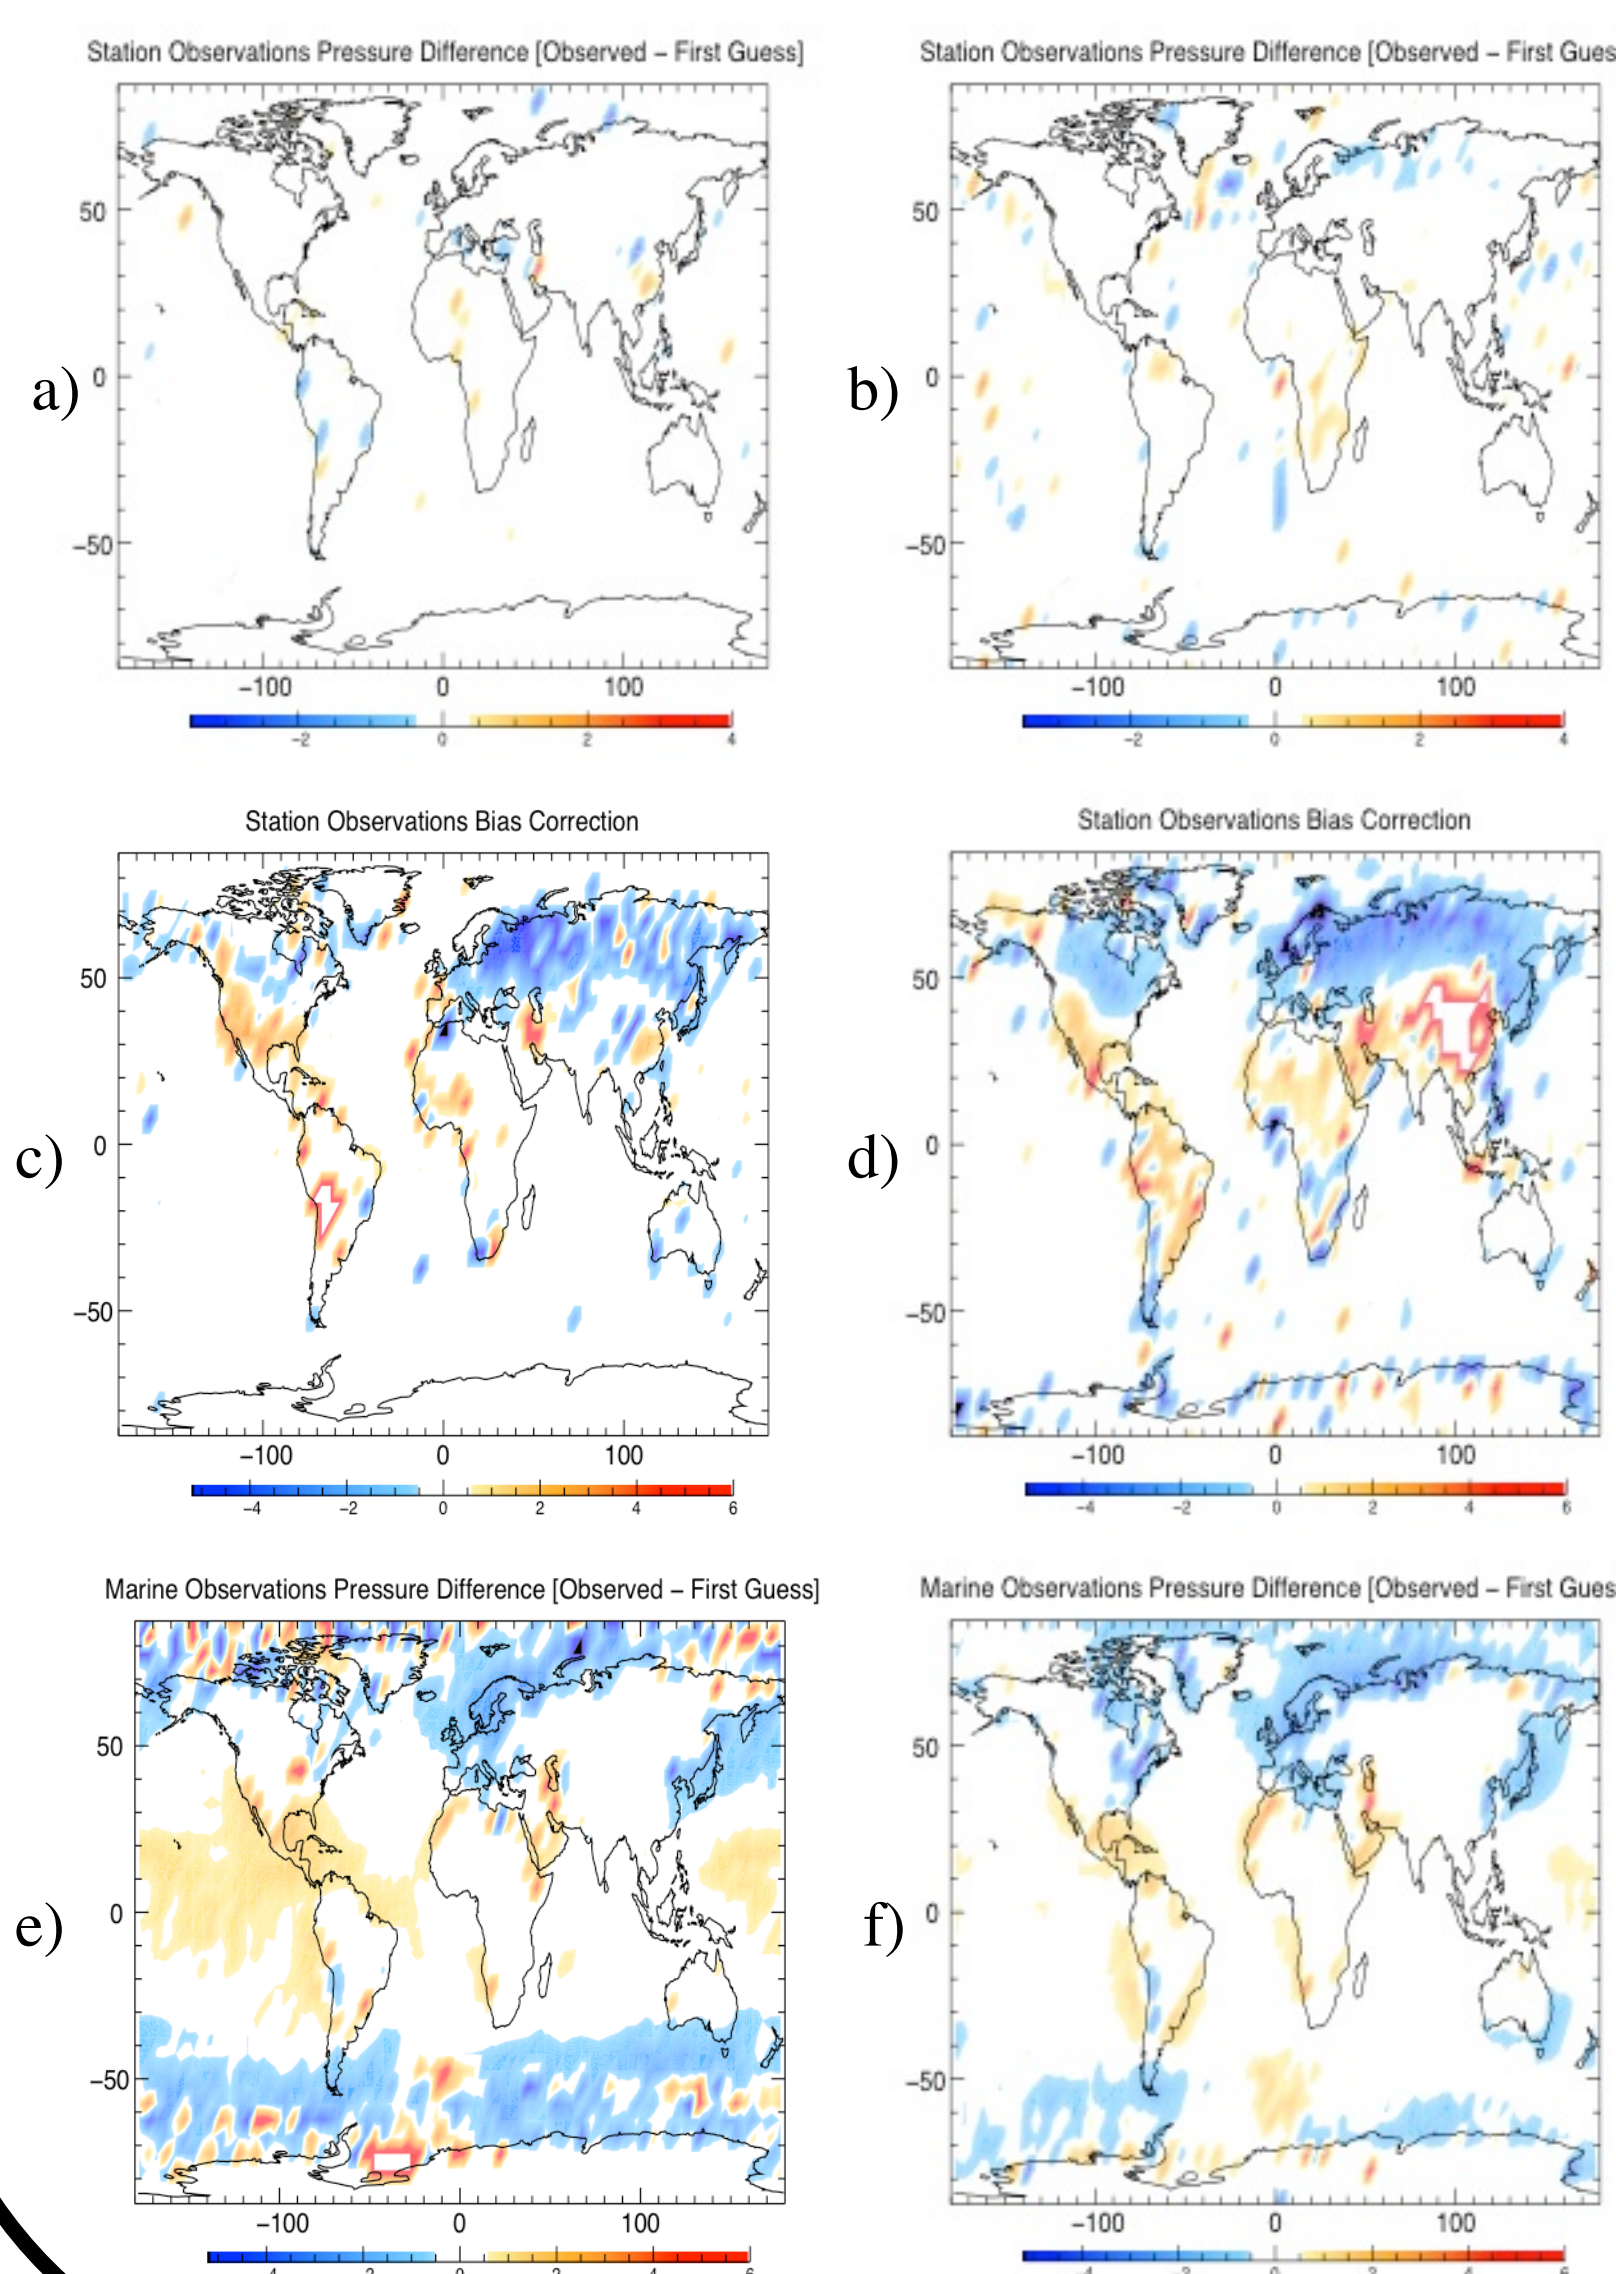 Station Observations Pressure Difference [Observed – First Guess]
50
0
−50
−100 0 100
−2 0 2 4
a)
Station Observations Pressure Difference [Observed – First Gues
50
0
−50
−100 0 100
−2 0 2 4
b)
Station Observations Bias Correction
50
0
−50
−100 0 100
−4 −2 0 2 4 6
c)
Station Observations Bias Correction
50
0
−50
−100 0 100
−4 −2 0 2 4 6
d)
Marine Observations Pressure Difference [Observed – First Guess]
50
0
−50
−100 0 100
e)
Marine Observations Pressure Difference [Observed – First Gues
50
0
−50
−100 0 100
f)